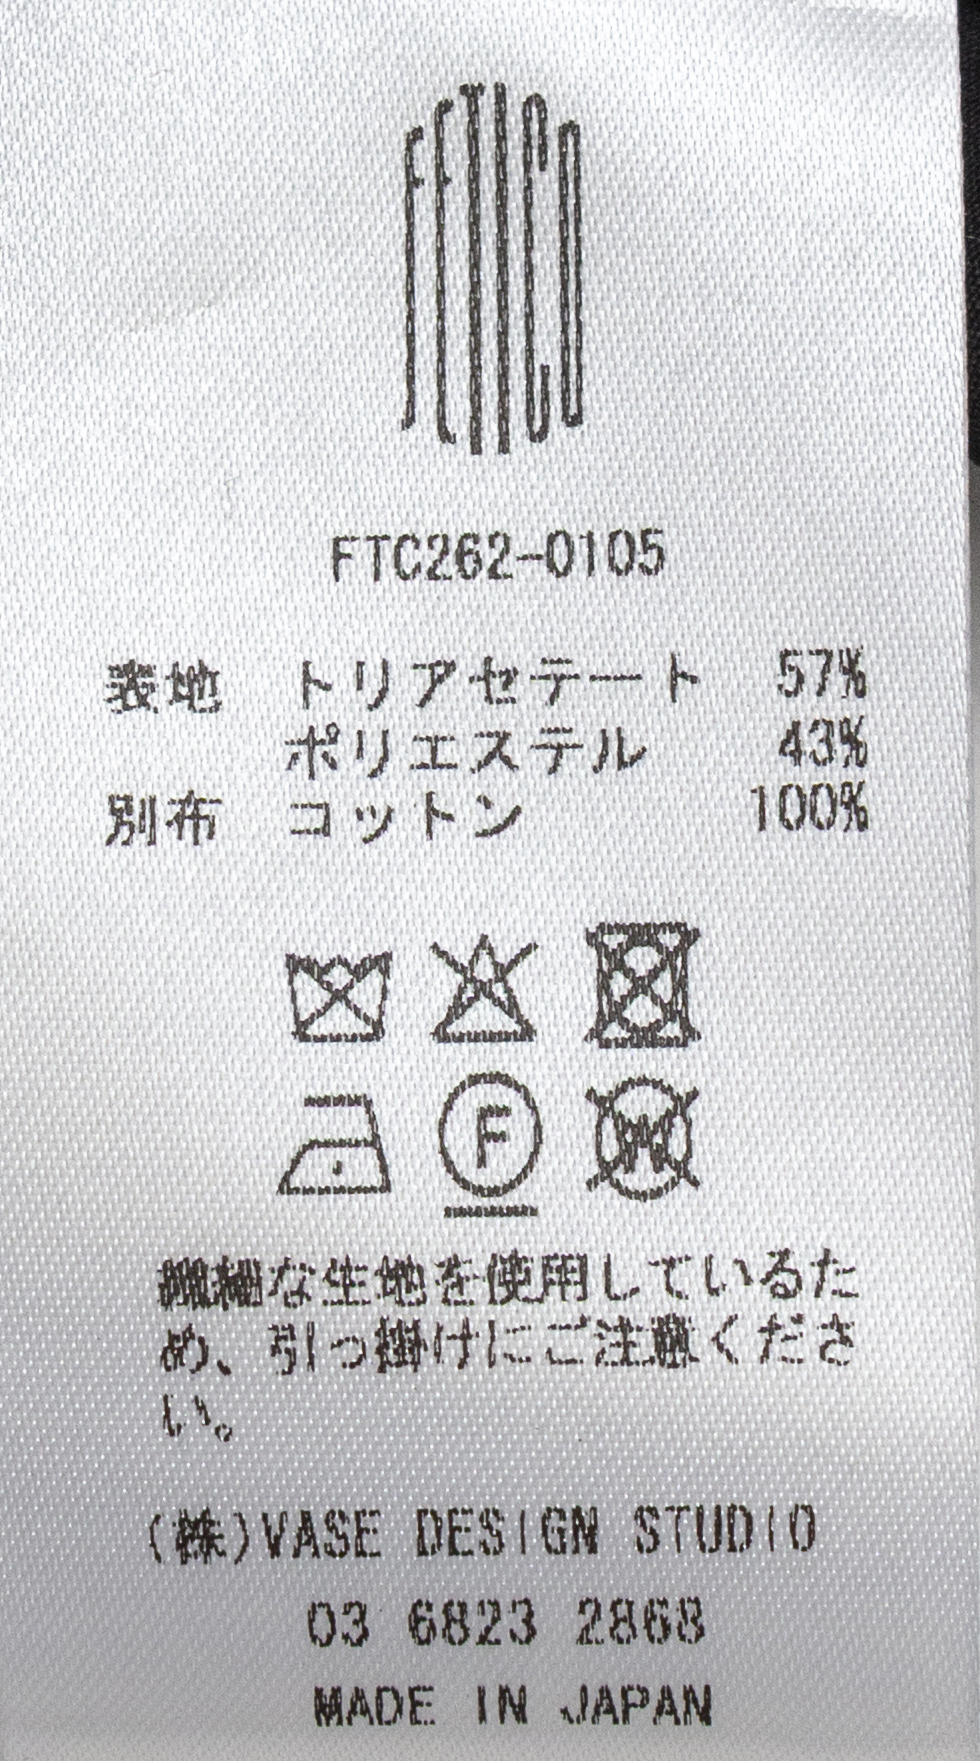 FETICO
FTC262-0105
表地 トリアセテート 57%
ポリエステル 43%
別布 コットン 100%
F
W
繊細な生地を使用しているた
め、引っ掛けにご注意くださ
い。
(株)VASE DESIGN STUDIO
03 6823 2868
MADE IN JAPAN